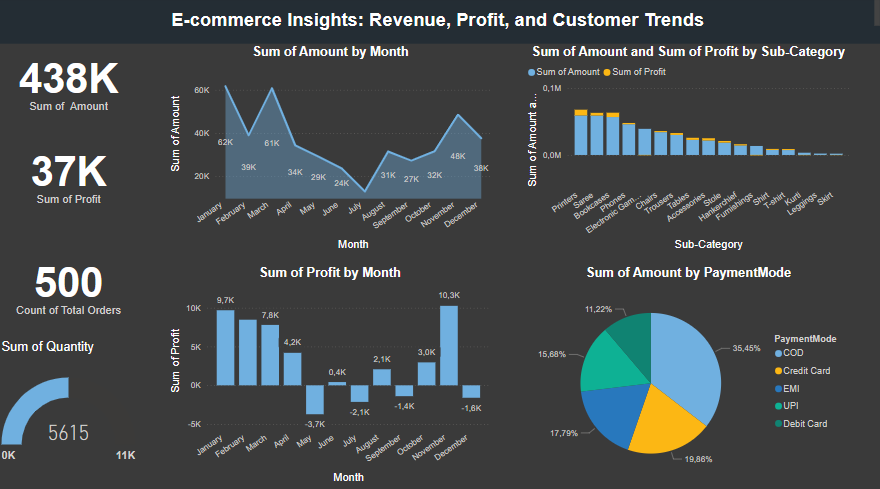 E-commerce Insights: Revenue, Profit, and Customer Trends
438K
Sum of Amount
37K
Sum of Profit
500
Count of Total Orders
Sum of Quantity
5615
0K
11K
Sum of Amount by Month
Sum of Amount
60K
40K
20K
62K
39K
61K
34K
29K
24K
31K
27K
32K
48K
38K
January
February
March
April
May
June
July
August
September
October
November
December
Month
Sum of Amount and Sum of Profit by Sub-Category
Sum of Amount
Sum of Profit
Sum of Amount a...
0,1M
0,0M
Printers
Saree
Bookcases
Phones
Electronic Gam...
Chairs
Trousers
Tables
Accessories
Stole
Hankerchief
Furnishings
Shirt
T-shirt
Kurti
Leggings
Skirt
Sub-Category
Sum of Profit by Month
Sum of Profit
10K
5K
0K
-5K
9,7K
7,8K
4,2K
-3,7K
0,4K
-2,1K
2,1K
-1,4K
3,0K
10,3K
-1,6K
January
February
March
April
May
June
July
August
September
October
November
December
Month
Sum of Amount by PaymentMode
11,22%
15,68%
17,79%
19,86%
35,45%
PaymentMode
COD
Credit Card
EMI
UPI
Debit Card